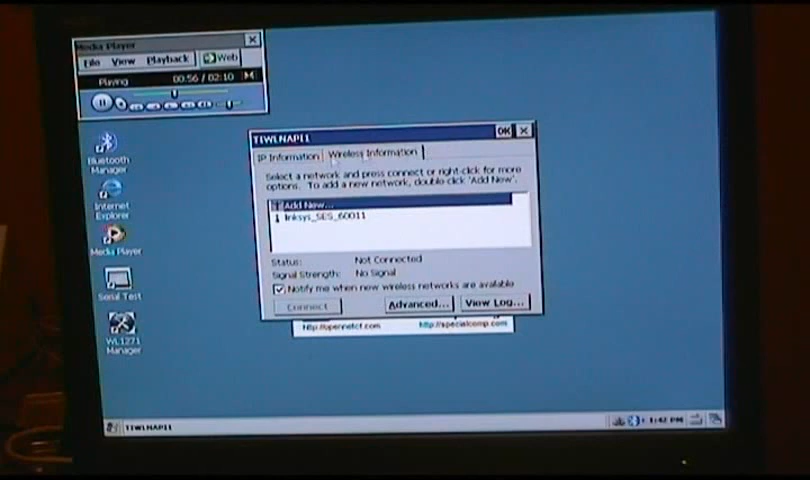 Media Player
File View Playback Web
Playing 00:56 / 02:10
Bluetooth
Manager
Internet
Explorer
Media Player
Serial Test
WL1271
Manager
TIWLNAPI1 OK
IP Information Wireless Information
Select a network and press connect or right-click for more
options. To add a new network, double click 'Add New'.
Add New...
linksys_SES_60011
Status: Not Connected
Signal Strength: No Signal
Notify me when new wireless networks are available
Connect Advanced... View Log...
http://opennetcf.com http://specialcomp.com
TIWLNAPI1 1:42 PM